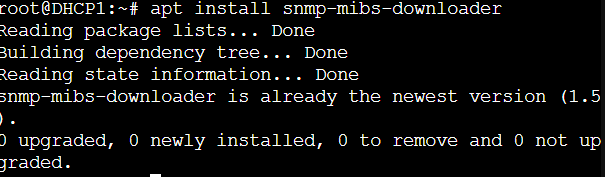 root@DHCP1:~# apt install snmp-mibs-downloader
Reading package lists... Done
Building dependency tree... Done
Reading state information... Done
snmp-mibs-downloader is already the newest version (1.5
).
0 upgraded, 0 newly installed, 0 to remove and 0 not up
graded.